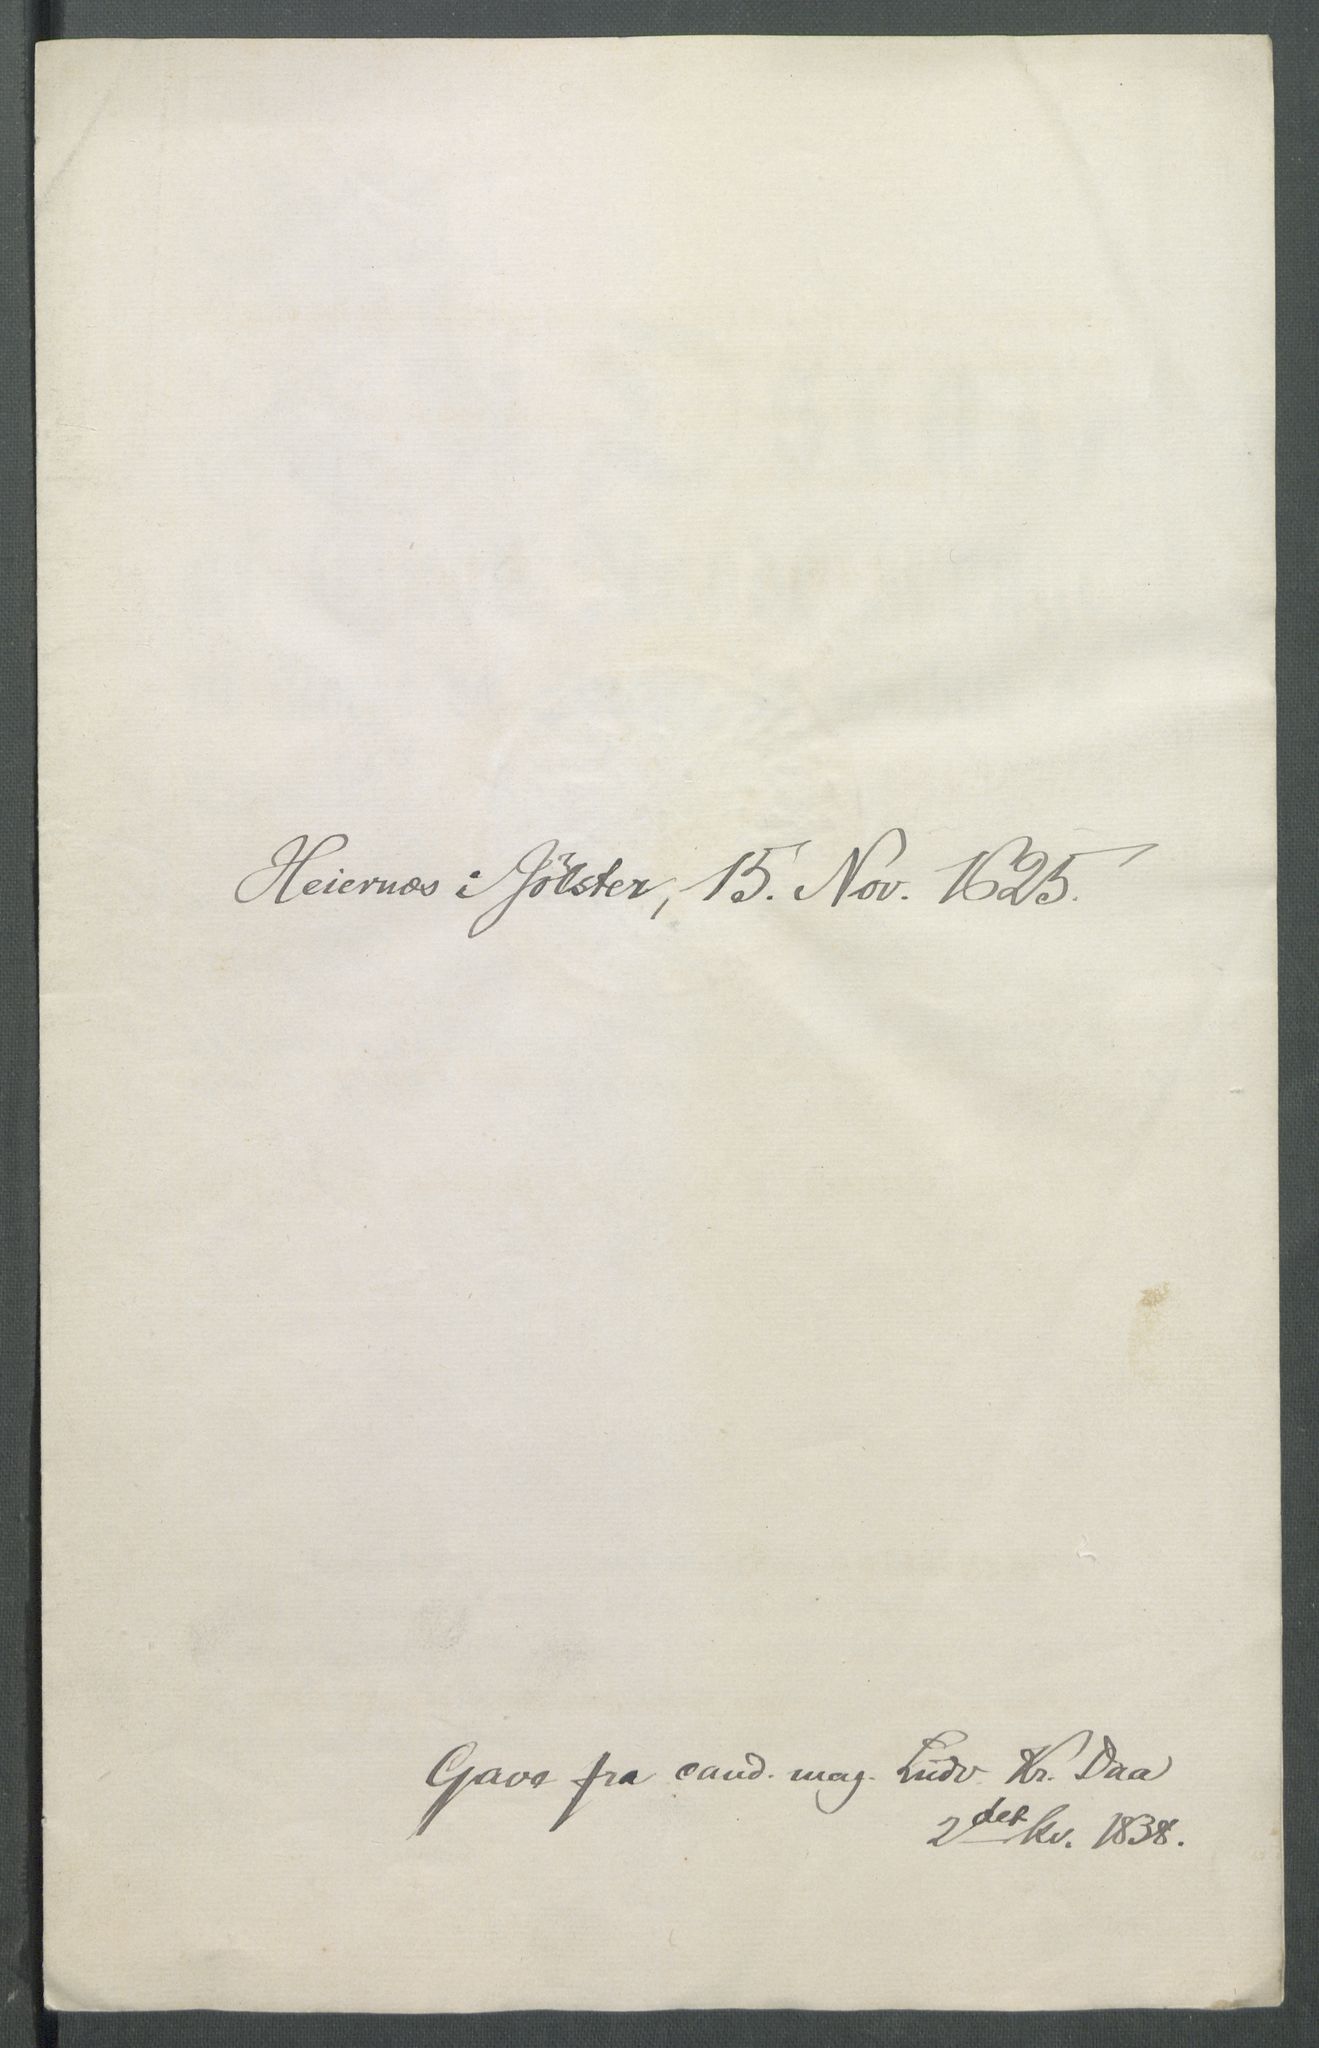 Heiernæs i Jölster, 15. Nov. 1625.
Gave fra cand. mag. Ludv. Kr. Daa
2det kv. 1838.